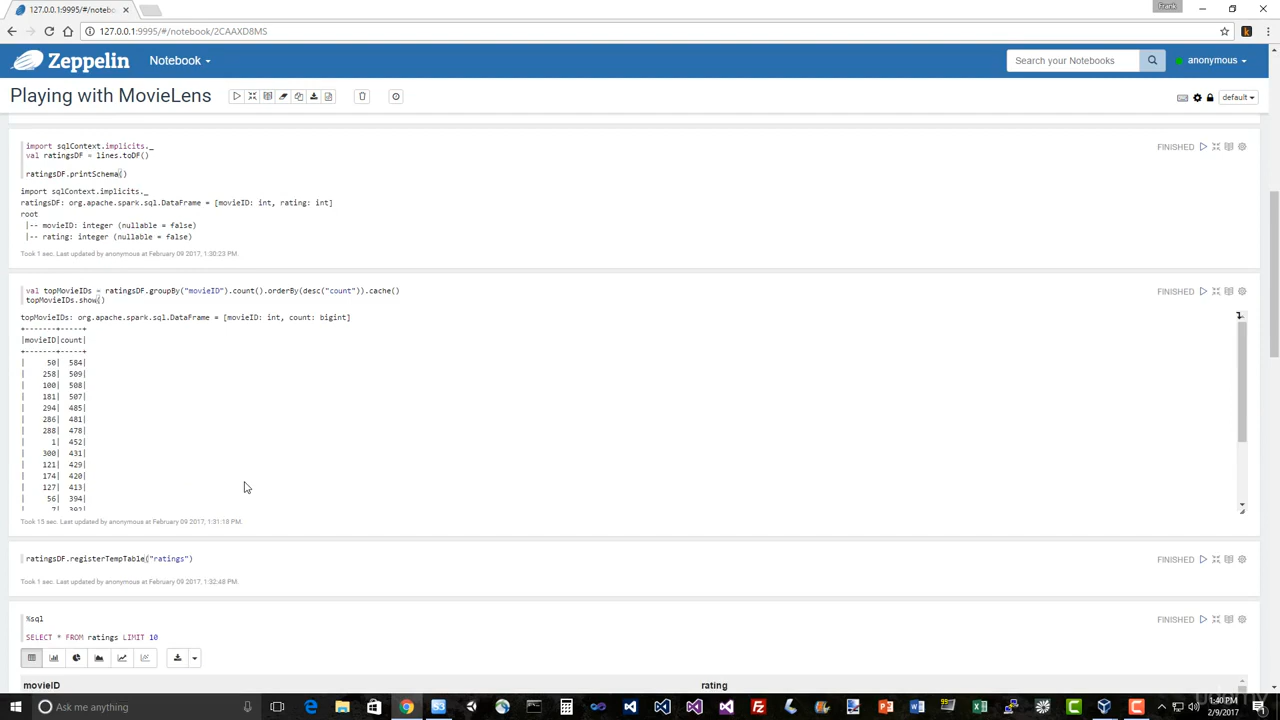 127.0.0.1:9995/#/notebo
Frank
127.0.0.1:9995/#/notebook/2CAAXD8MS
Zeppelin
Notebook
Search your Notebooks
anonymous
Playing with MovieLens
default
import sqlContext.implicits._
val ratingsDF = lines.toDF()
ratingsDF.printSchema()
FINISHED
import sqlContext.implicits._
ratingsDF: org.apache.spark.sql.DataFrame = [movieID: int, rating: int]
root
|-- movieID: integer (nullable = false)
|-- rating: integer (nullable = false)
Took 1 sec. Last updated by anonymous at February 09 2017, 1:30:23 PM.
val topMovieIDs = ratingsDF.groupBy("movieID").count().orderBy(desc("count")).cache()
topMovieIDs.show()
FINISHED
topMovieIDs: org.apache.spark.sql.DataFrame = [movieID: int, count: bigint]
+-------+-----+
|movieID|count|
+-------+-----+
| 50| 584|
| 258| 509|
| 100| 508|
| 181| 507|
| 294| 485|
| 286| 481|
| 288| 478|
| 1| 452|
| 300| 431|
| 121| 429|
| 174| 420|
| 127| 413|
| 56| 394|
| 7| 392|
Took 15 sec. Last updated by anonymous at February 09 2017, 1:31:18 PM.
ratingsDF.registerTempTable("ratings")
FINISHED
Took 1 sec. Last updated by anonymous at February 09 2017, 1:32:48 PM.
%sql
SELECT * FROM ratings LIMIT 10
FINISHED
movieID rating
Ask me anything
1:40 PM
2/9/2017